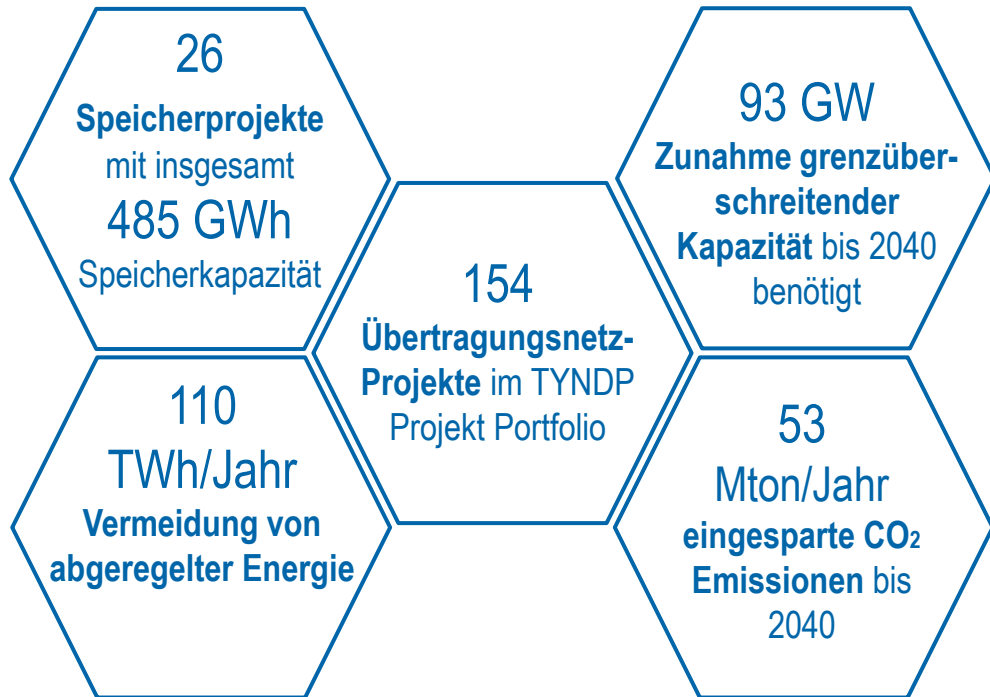 26
Speicherprojekte
mit insgesamt
485 GWh
Speicherkapazität
93 GW
Zunahme grenzüber-
schreitender
Kapazität bis 2040
benötigt
154
Übertragungsnetz-
Projekte im TYNDP
Projekt Portfolio
110
TWh/Jahr
Vermeidung von
abgeregelter Energie
53
Mton/Jahr
eingesparte CO₂
Emissionen bis
2040